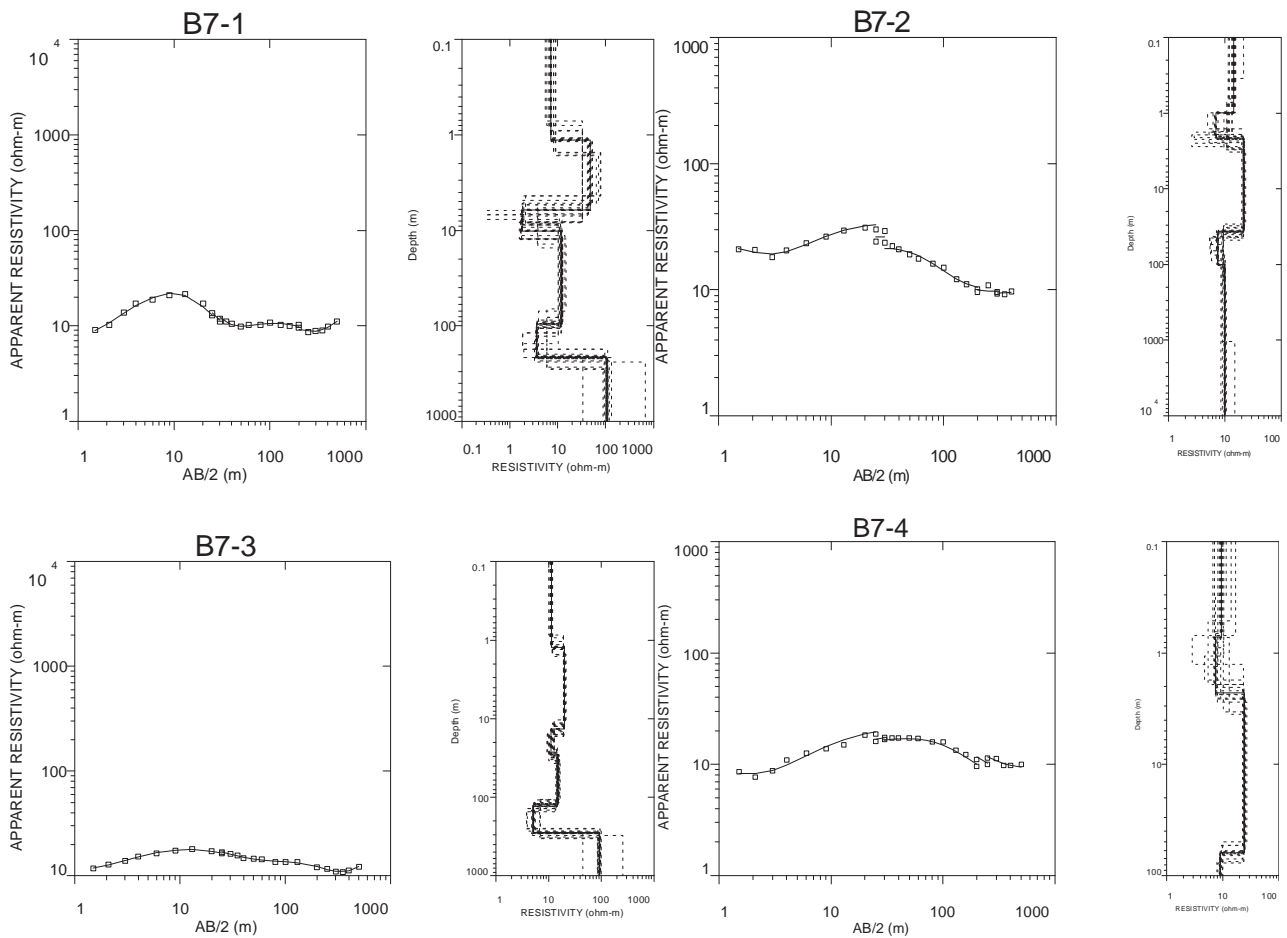 B7-1
10 4
1000
100
10
1
APPARENT RESISTIVITY (ohm-m)
1 10 100 1000
AB/2 (m)
0.1
1
10
100
1000
Depth (m)
0.1 1 10 100 1000
RESISTIVITY (ohm-m)
B7-2
1000
100
10
1
APPARENT RESISTIVITY (ohm-m)
1 10 100 1000
AB/2 (m)
0.1
1
10
100
1000
10 4
Depth (m)
1 10 100
RESISTIVITY (ohm-m)
B7-3
10 4
1000
100
10
APPARENT RESISTIVITY (ohm-m)
1 10 100 1000
AB/2 (m)
0.1
1
10
100
1000
Depth (m)
1 10 100 1000
RESISTIVITY (ohm-m)
B7-4
1000
100
10
1
APPARENT RESISTIVITY (ohm-m)
1 10 100 1000
AB/2 (m)
0.1
1
10
100
Depth (m)
1 10 100
RESISTIVITY (ohm-m)